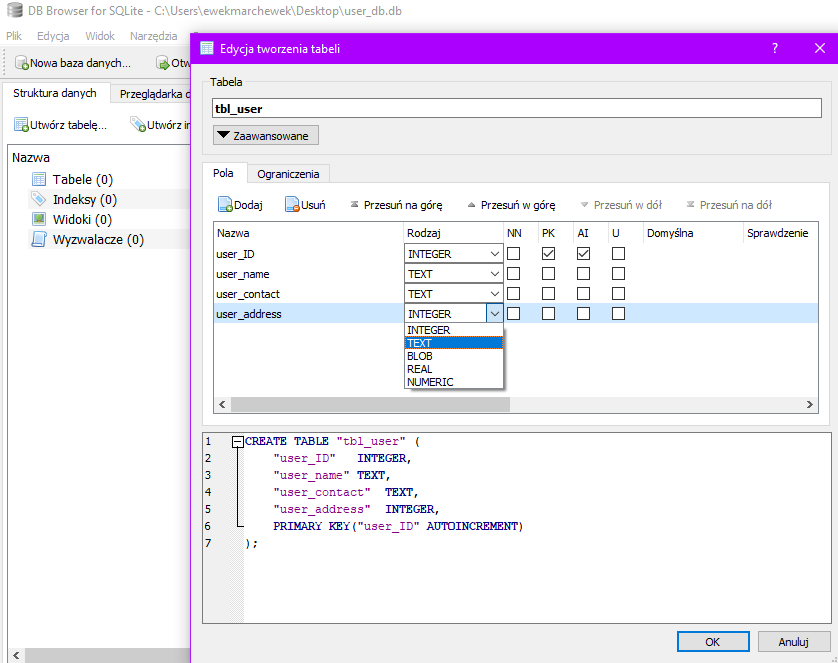 DB Browser for SQLite - C:\Users\ewekmarchewek\Desktop\user_db.db
Plik Edycja Widok Narzędzia
Nowa baza danych... Otw
Struktura danych Przeglądarka d
Utwórz tabelę... Utwórz in
Nazwa
Tabele (0)
Indeksy (0)
Widoki (0)
Wyzwalacze (0)
Edycja tworzenia tabeli ?
Tabela
tbl_user
Zaawansowane
Pola Ograniczenia
Dodaj Usuń Przesuń na górę Przesuń w górę Przesuń w dół Przesuń na dół
Nazwa Rodzaj NN PK AI U Domyślna Sprawdzenie
user_ID INTEGER
user_name TEXT
user_contact TEXT
user_address INTEGER
INTEGER
TEXT
BLOB
REAL
NUMERIC
1 CREATE TABLE "tbl_user" (
2 "user_ID" INTEGER,
3 "user_name" TEXT,
4 "user_contact" TEXT,
5 "user_address" INTEGER,
6 PRIMARY KEY("user_ID" AUTOINCREMENT)
7 );
OK Anuluj